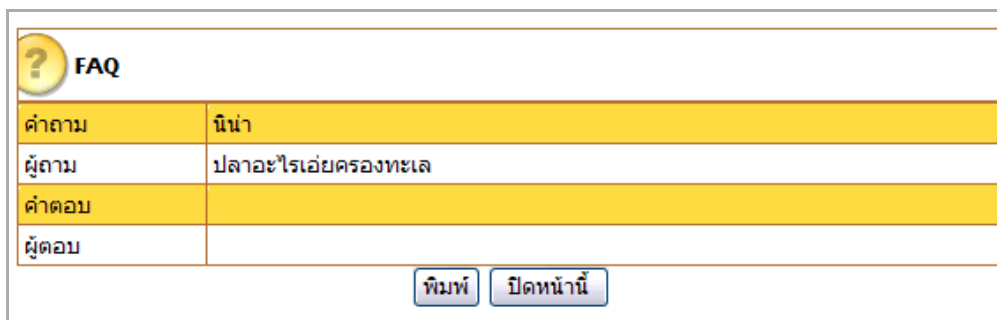 ? FAQ
คำถาม นิน่า
ผู้ถาม ปลาอะไรเอ่ยครองทะเล
คำตอบ
ผู้ตอบ
พิมพ์ ปิดหน้านี้